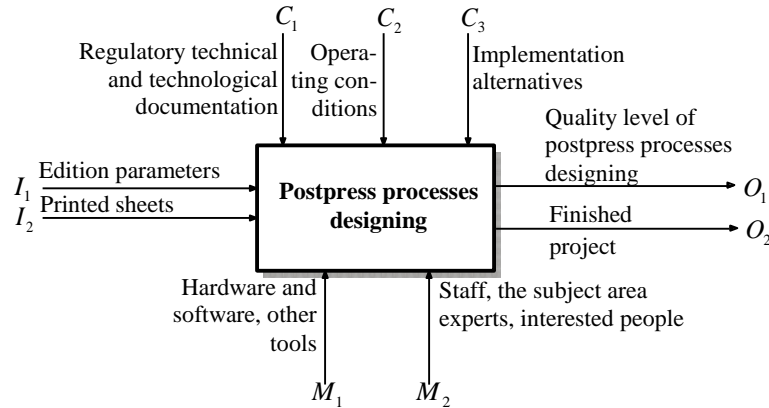 C1
C2
C3
Regulatory technical
and technological
documentation
Opera-
ting con-
ditions
Implementation
alternatives
Quality level of
postpress processes
designing
I1
Edition parameters
I2
Printed sheets
Postpress processes
designing
O1
Finished
project
O2
Hardware and
software, other
tools
Staff, the subject area
experts, interested people
M1
M2